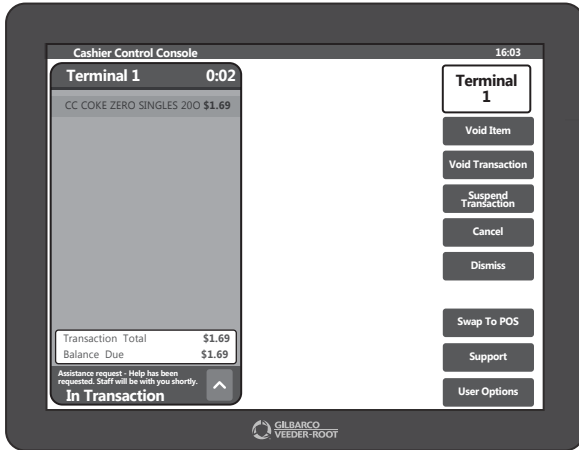 Cashier Control Console 16:03
Terminal 1 0:02
CC COKE ZERO SINGLES 20O $1.69
Transaction Total $1.69
Balance Due $1.69
Assistance request - Help has been
requested. Staff will be with you shortly.
In Transaction
Terminal
1
Void Item
Void Transaction
Suspend
Transaction
Cancel
Dismiss
Swap To POS
Support
User Options
GILBARCO
VEEDER-ROOT